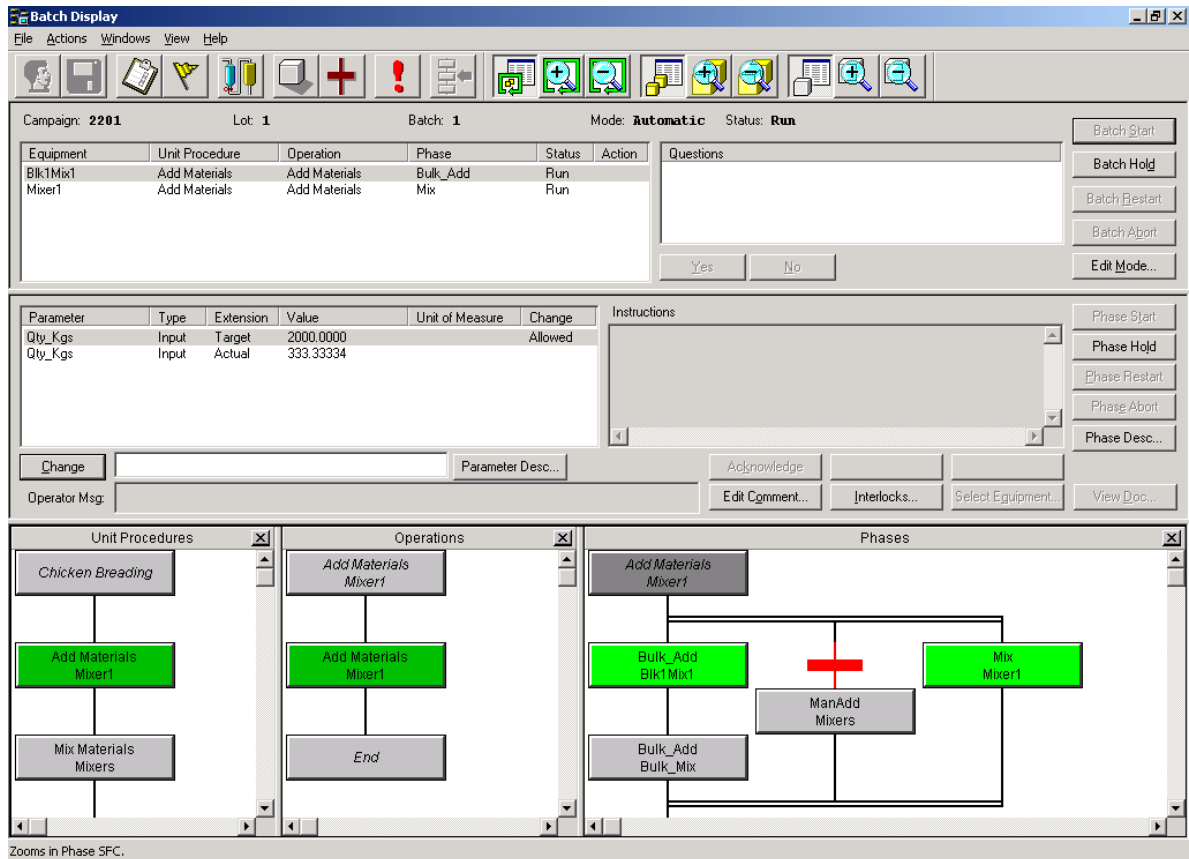 Batch Display
File Actions Windows View Help
Campaign: 2201 Lot: 1 Batch: 1 Mode: Automatic Status: Run
Batch Start
Batch Hold
Batch Restart
Batch Abort
Edit Mode...
Equipment Unit Procedure Operation Phase Status Action
Blk1Mix1 Add Materials Add Materials Bulk_Add Run
Mixer1 Add Materials Add Materials Mix Run
Questions
Yes No
Parameter Type Extension Value Unit of Measure Change
Qty_Kgs Input Target 2000.0000 Allowed
Qty_Kgs Input Actual 333.33334
Instructions
Phase Start
Phase Hold
Phase Restart
Phase Abort
Phase Desc...
Change Parameter Desc... Acknowledge
Operator Msg: Edit Comment... Interlocks... Select Equipment... View Doc...
Unit Procedures
Chicken Breading
Add Materials
Mixer1
Mix Materials
Mixers
Operations
Add Materials
Mixer1
Add Materials
Mixer1
End
Phases
Add Materials
Mixer1
Bulk_Add
Blk1Mix1
Mix
Mixer1
ManAdd
Mixers
Bulk_Add
Bulk_Mix
Zooms in Phase SFC.